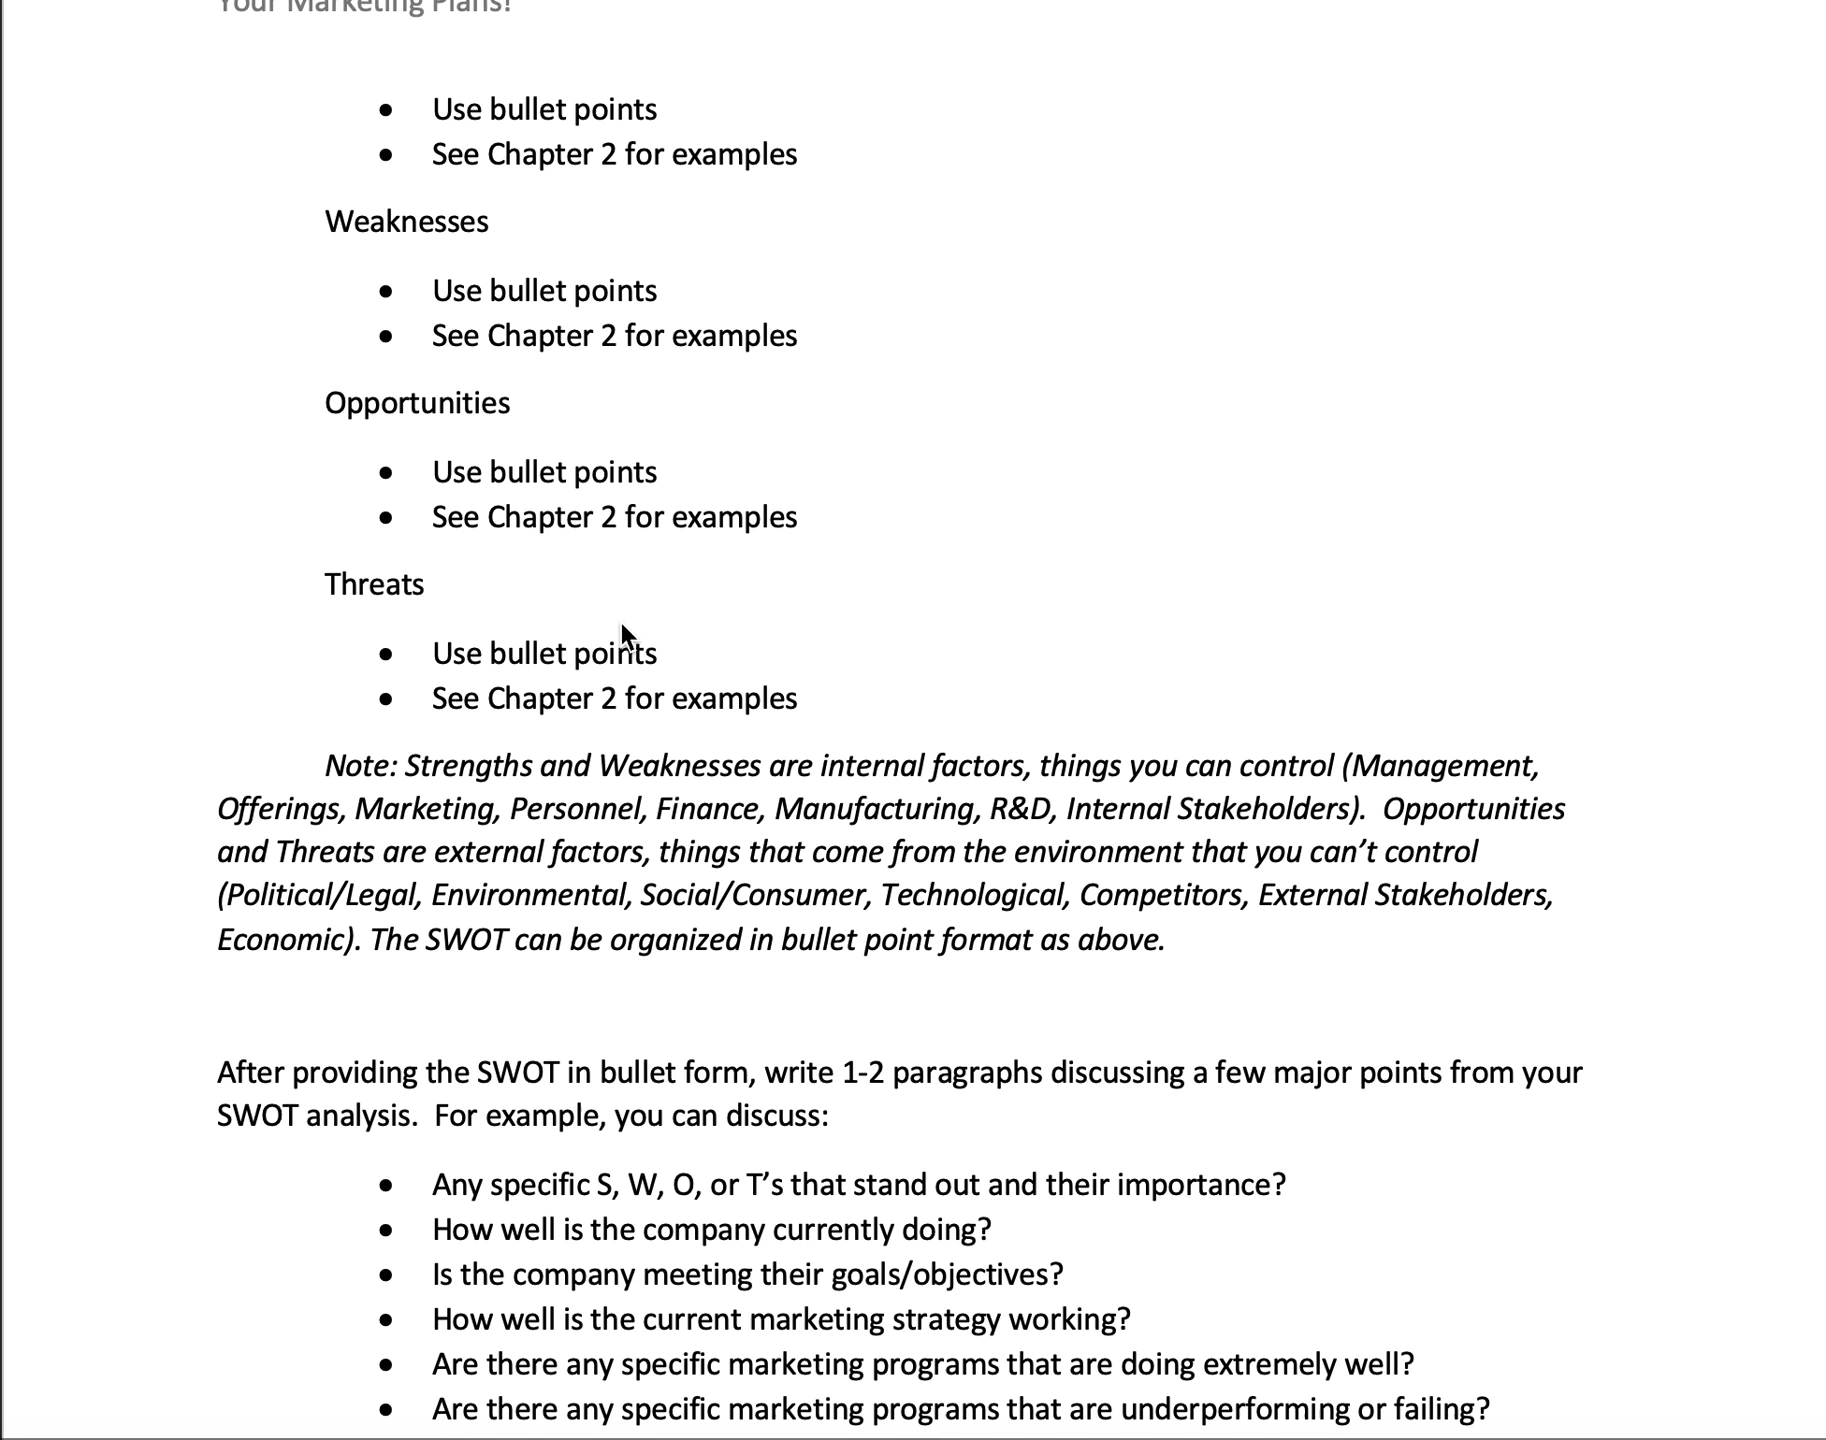 Your Marketing Plans!
• Use bullet points
• See Chapter 2 for examples
Weaknesses
• Use bullet points
• See Chapter 2 for examples
Opportunities
• Use bullet points
• See Chapter 2 for examples
Threats
• Use bullet points
• See Chapter 2 for examples
Note: Strengths and Weaknesses are internal factors, things you can control (Management,
Offerings, Marketing, Personnel, Finance, Manufacturing, R&D, Internal Stakeholders).  Opportunities
and Threats are external factors, things that come from the environment that you can’t control
(Political/Legal, Environmental, Social/Consumer, Technological, Competitors, External Stakeholders,
Economic). The SWOT can be organized in bullet point format as above.
After providing the SWOT in bullet form, write 1-2 paragraphs discussing a few major points from your
SWOT analysis.  For example, you can discuss:
• Any specific S, W, O, or T’s that stand out and their importance?
• How well is the company currently doing?
• Is the company meeting their goals/objectives?
• How well is the current marketing strategy working?
• Are there any specific marketing programs that are doing extremely well?
• Are there any specific marketing programs that are underperforming or failing?